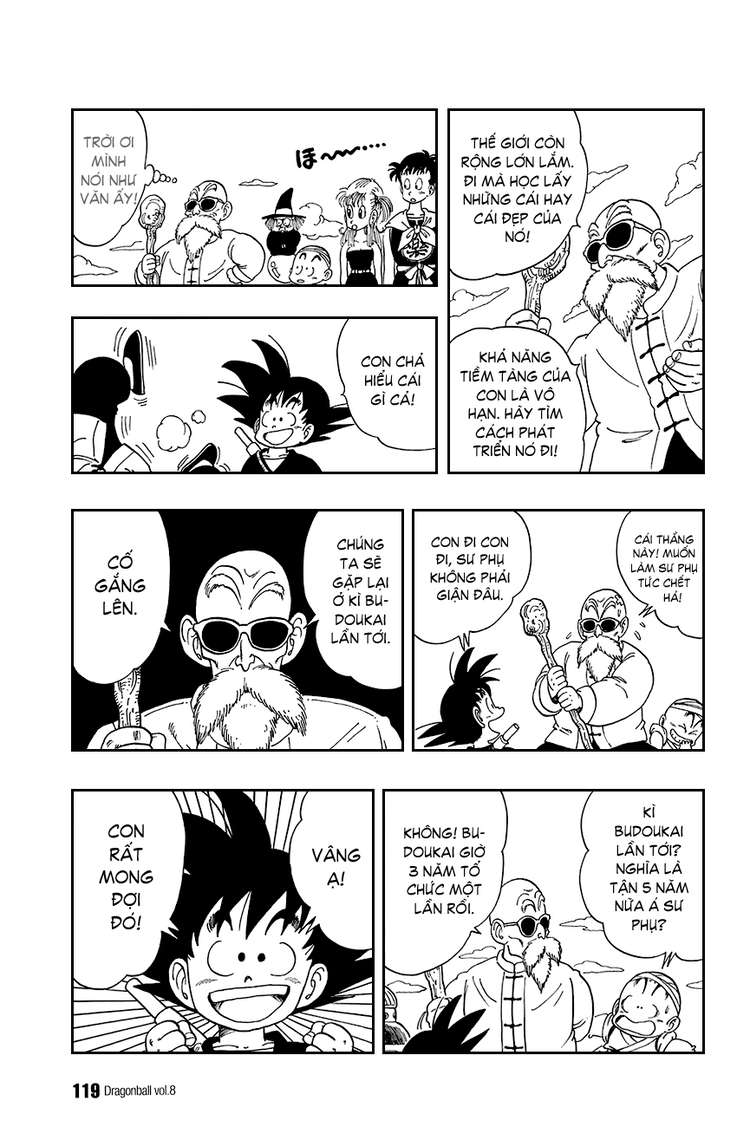 THẾ GIỚI CÒN
RỘNG LỚN LẮM.
ĐI MÀ HỌC LẤY
NHỮNG CÁI HAY
CÁI ĐẸP CỦA
NÓ!
KHẢ NĂNG
TIỀM TÀNG CỦA
CON LÀ VÔ
HẠN. HÃY TÌM
CÁCH PHÁT
TRIỂN NÓ ĐI!
ほ～～....
TRỜI ƠI
MÌNH
NÓI NHƯ
VĂN ẤY!
CON CHẢ
HIỂU CÁI
GÌ CẢ!
CÁI THẰNG
NÀY! MUỐN
LÀM SƯ PHỤ
TỨC CHẾT
HẢ!
CON ĐI CON
ĐI, SƯ PHỤ
KHÔNG PHẢI
GIẬN ĐÂU.
CHÚNG
TA SẼ
GẶP LẠI
Ở KÌ BU-
DOUKAI
LẦN TỚI.
CỐ
GẮNG
LÊN.
KÌ
BUDOUKAI
LẦN TỚI?
NGHĨA LÀ
TẬN 5 NĂM
NỮA Á SƯ
PHỤ?
KHÔNG! BU-
DOUKAI GIỜ
3 NĂM TỔ
CHỨC MỘT
LẦN RỒI.
VÂNG
Ạ!
CON
RẤT
MONG
ĐỢI
ĐÓ!
119 Dragonball vol.8